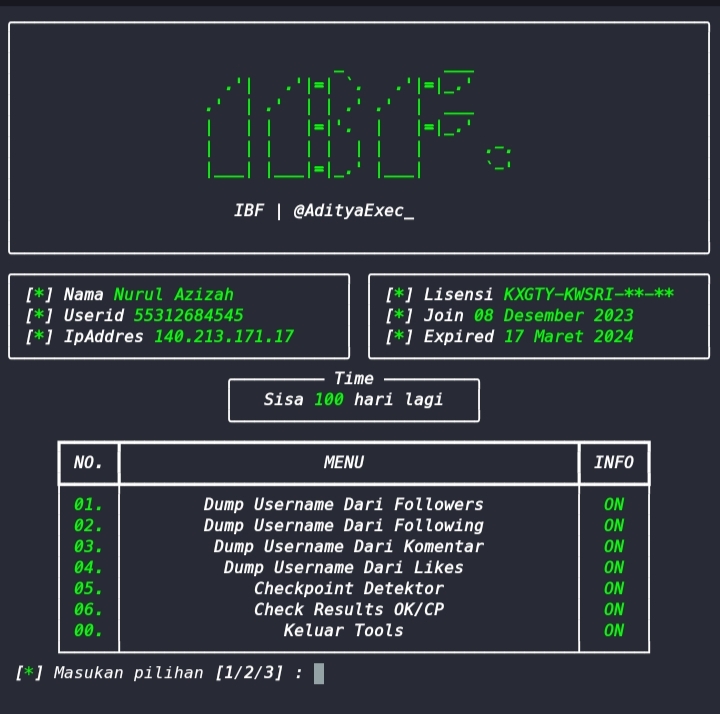 IBF.
IBF | @AdityaExec_
[*] Nama Nurul Azizah
[*] Userid 55312684545
[*] IpAddres 140.213.171.17
[*] Lisensi KXGTY-KWSRI-**-**
[*] Join 08 Desember 2023
[*] Expired 17 Maret 2024
Time
Sisa 100 hari lagi
NO. MENU INFO
01. Dump Username Dari Followers ON
02. Dump Username Dari Following ON
03. Dump Username Dari Komentar ON
04. Dump Username Dari Likes ON
05. Checkpoint Detektor ON
06. Check Results OK/CP ON
00. Keluar Tools ON
[*] Masukan pilihan [1/2/3] :